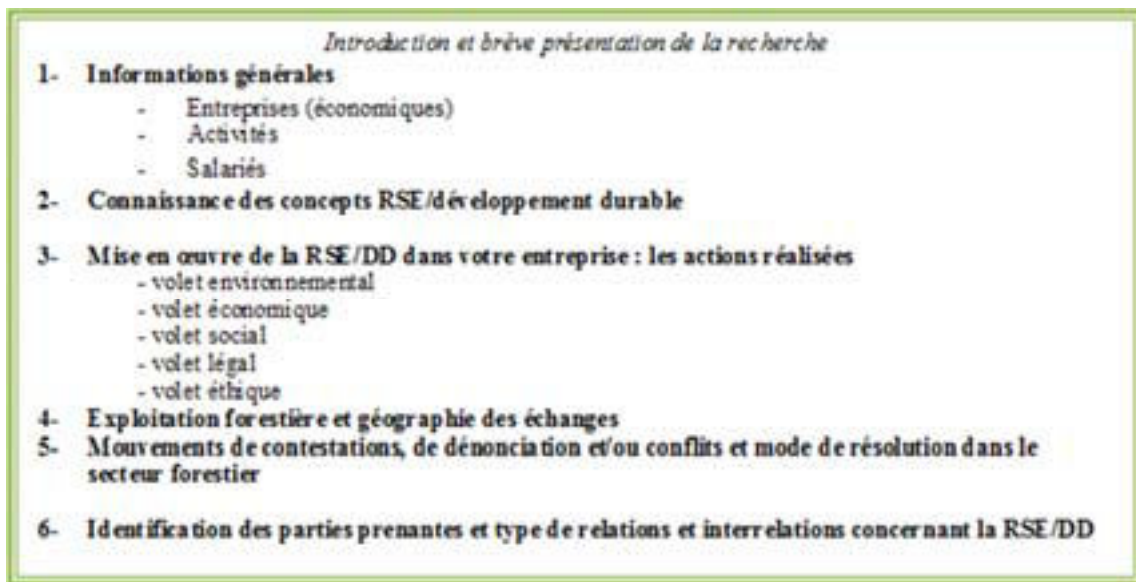 Introduction et brève présentation de la recherche
1- Informations générales
- Entreprises (économiques)
- Activités
- Salariés
2- Connaissance des concepts RSE/développement durable
3- Mise en œuvre de la RSE/DD dans votre entreprise : les actions réalisées
- volet environnemental
- volet économique
- volet social
- volet légal
- volet éthique
4- Exploitation forestière et géographie des échanges
5- Mouvements de contestations, de dénonciation et/ou conflits et mode de résolution dans le
secteur forestier
6- Identification des parties prenantes et type de relations et interrelations concernant la RSE/DD